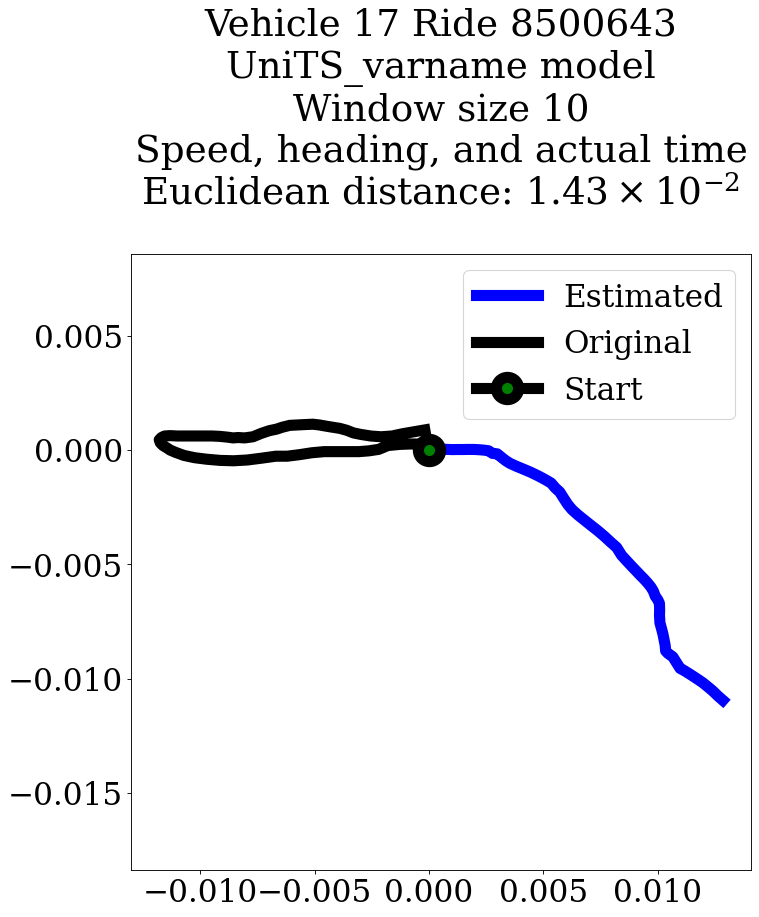 Vehicle 17 Ride 8500643
UniTS_varname model
Window size 10
Speed, heading, and actual time
Euclidean distance: 1.43 × 10⁻²
Estimated
Original
Start
0.005
0.000
−0.005
−0.010
−0.015
−0.010 −0.005 0.000 0.005 0.010